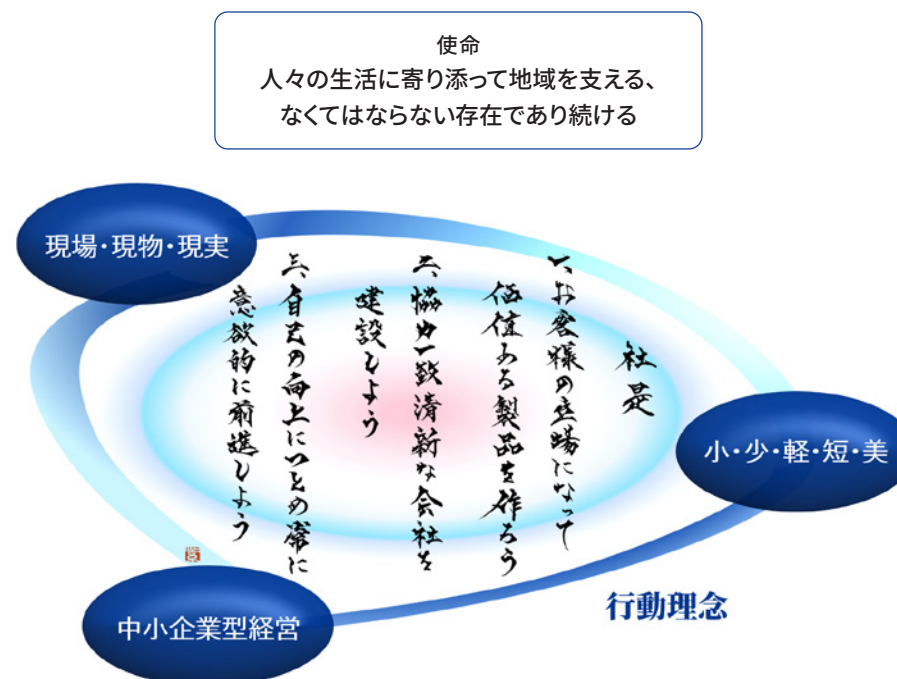 使命
人々の生活に寄り添って地域を支える、
なくてはならない存在であり続ける
現場・現物・現実
社是
一、お客様の立場になって
価値ある製品を作ろう
二、協力一致清新な会社を
建設しよう
三、自己の向上につとめ常に
意欲的に前進しよう
小・少・軽・短・美
中小企業型経営
行動理念